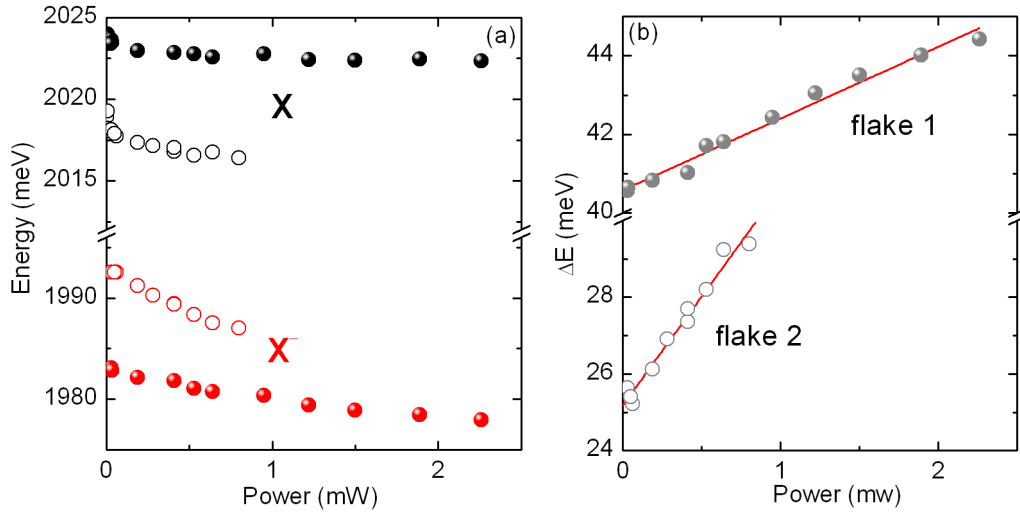 (a)
Energy (meV)
2025
2020
2015
1990
1980
X
X⁻
0
1
2
Power (mW)
(b)
ΔE (meV)
44
42
40
28
26
24
flake 1
flake 2
0
1
2
Power (mw)